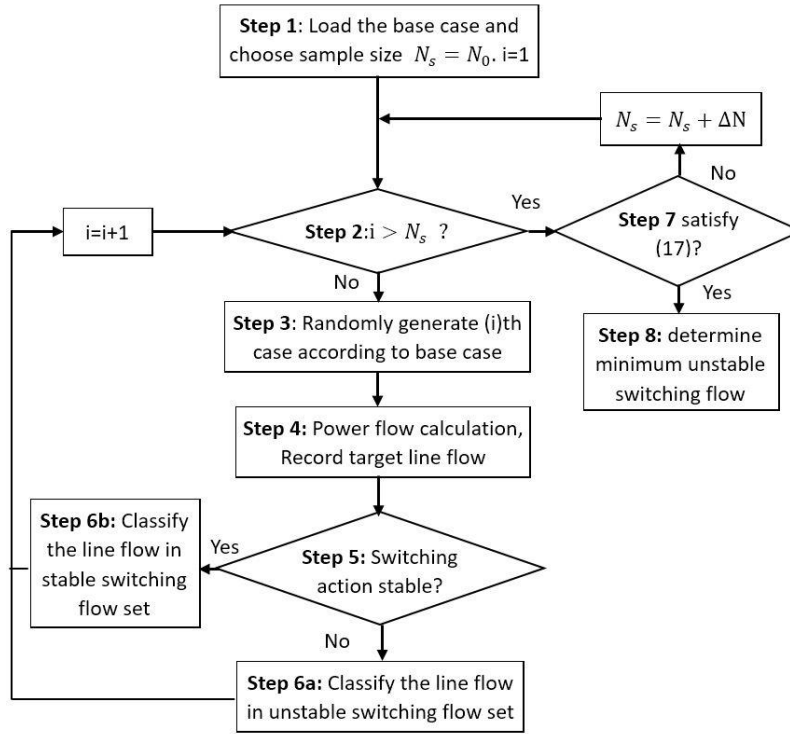 Step 1: Load the base case and
choose sample size N_s = N_0. i=1
N_s = N_s + ΔN
No
Yes
Step 7 satisfy
(17)?
i=i+1
Step 2:i > N_s ?
No
Yes
Step 3: Randomly generate (i)th
case according to base case
Step 8: determine
minimum unstable
switching flow
Step 4: Power flow calculation,
Record target line flow
Step 6b: Classify
the line flow in
stable switching
flow set
Yes
Step 5: Switching
action stable?
No
Step 6a: Classify the line flow
in unstable switching flow set